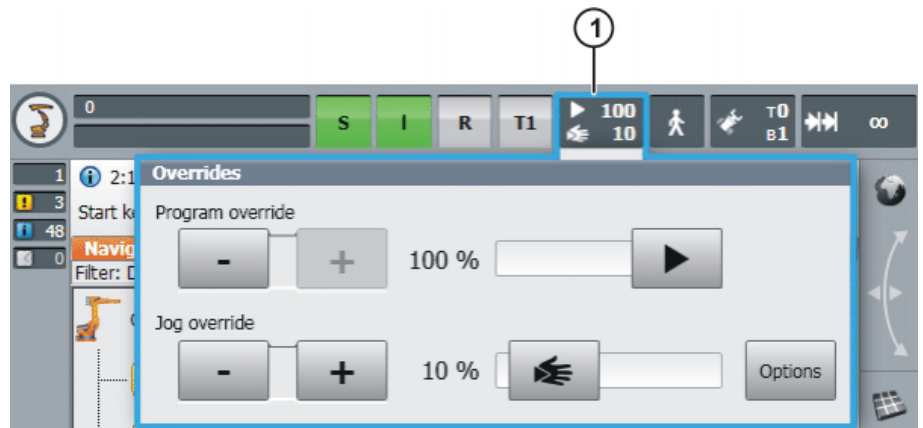 1
0
S I R T1 100 10 T0 B1 ∞
1
3
48
0
2:1
Start ke
Navig
Filter: D
Overrides
Program override
- + 100 %
Jog override
- + 10 % Options